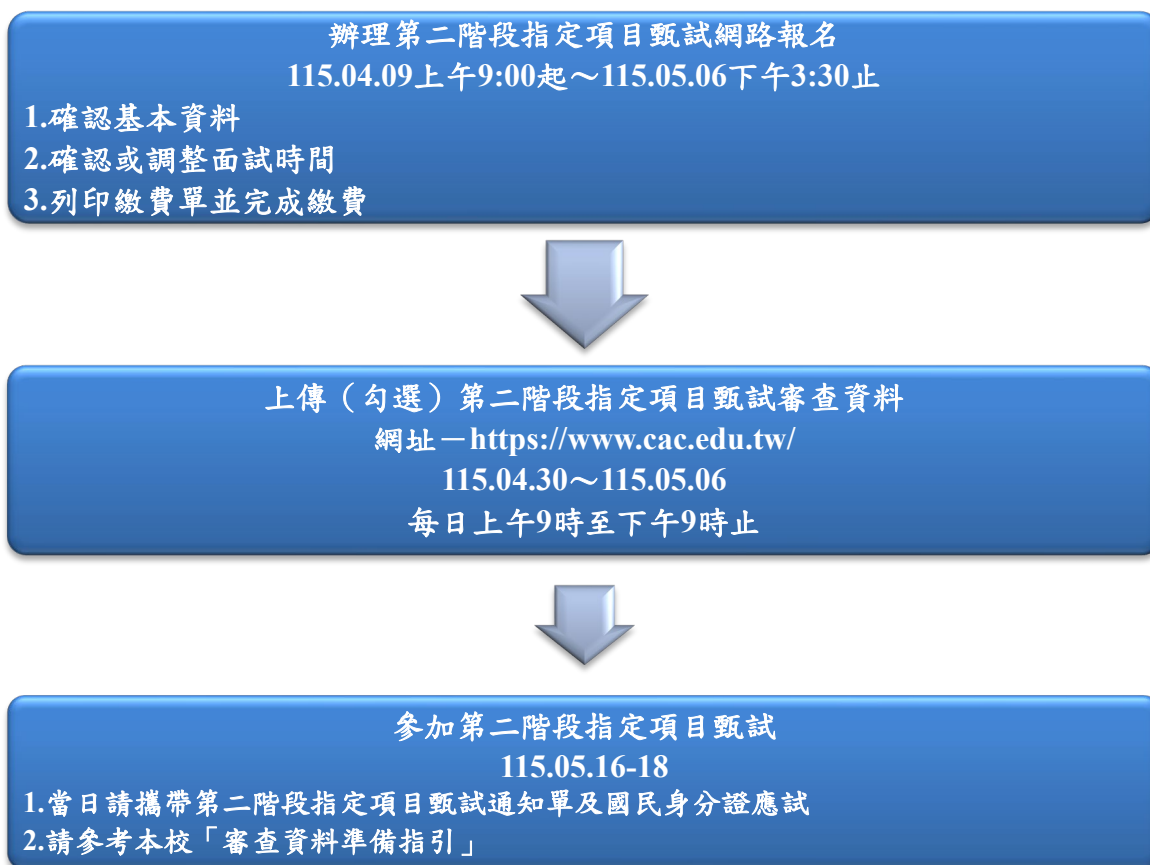 辦理第二階段指定項目甄試網路報名
115.04.09上午9:00起～115.05.06下午3:30止
1.確認基本資料
2.確認或調整面試時間
3.列印繳費單並完成繳費
上傳（勾選）第二階段指定項目甄試審查資料
網址－https://www.cac.edu.tw/
115.04.30～115.05.06
每日上午9時至下午9時止
參加第二階段指定項目甄試
115.05.16-18
1.當日請攜帶第二階段指定項目甄試通知單及國民身分證應試
2.請參考本校「審查資料準備指引」